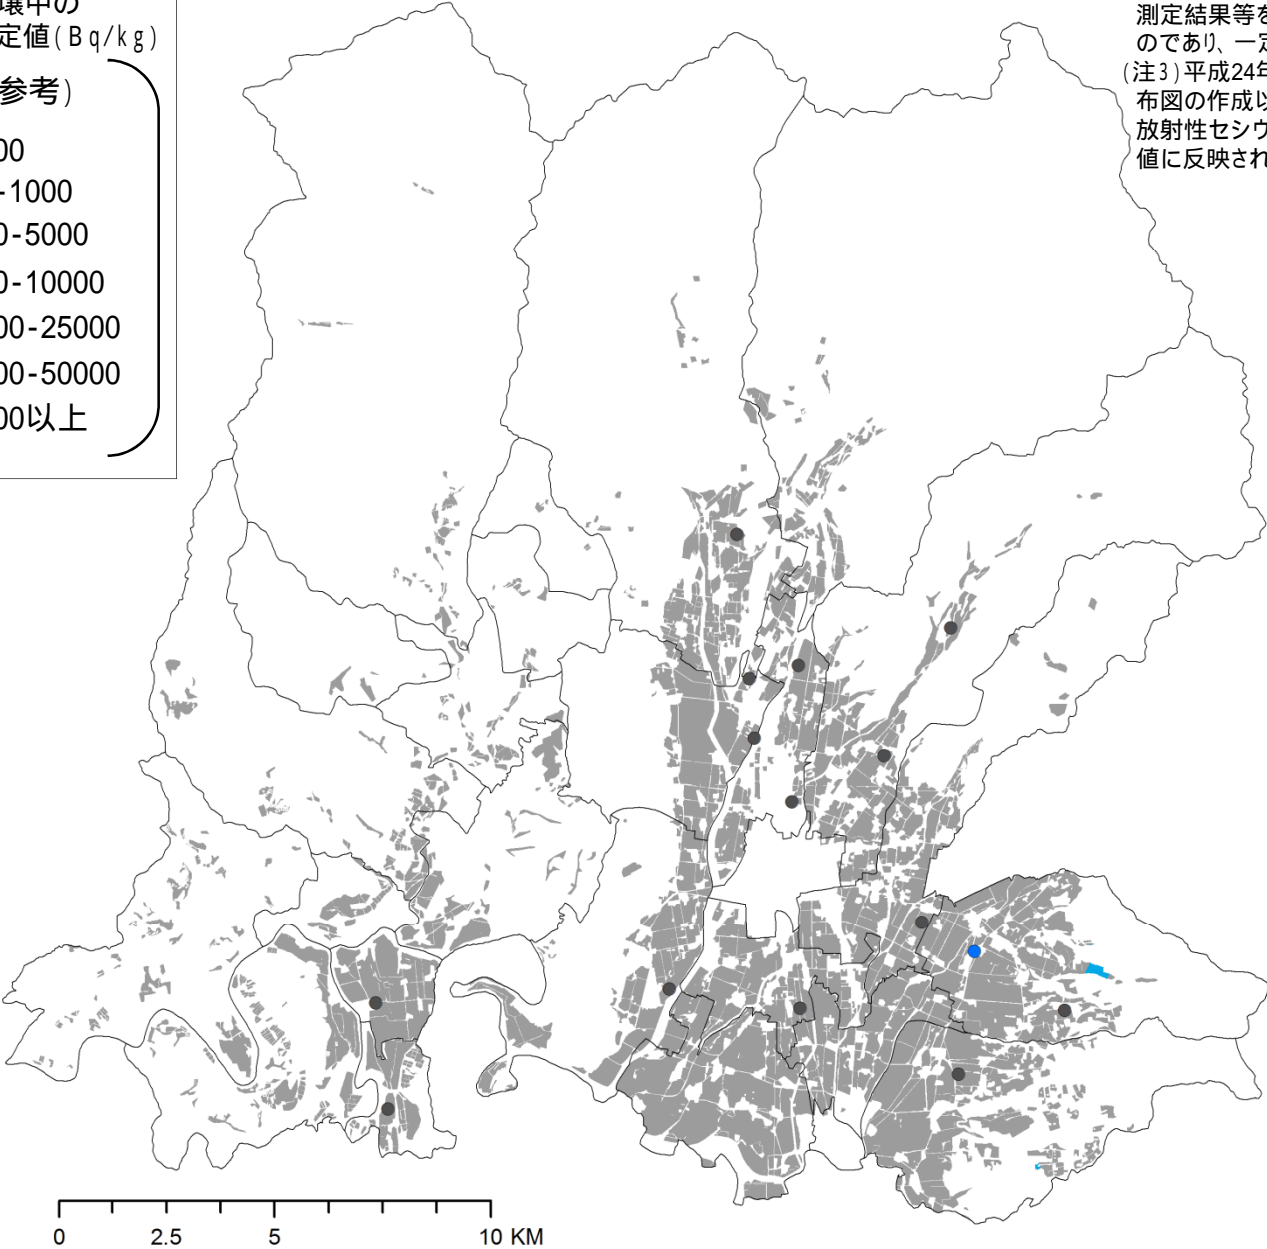 壌中の
定値(Bq/kg)
参考)
00
-1000
0-5000
0-10000
00-25000
00-50000
00以上
測定結果等を
のであり、一定
(注3)平成24年
布図の作成以
放射性セシウ
値に反映され
0 2.5 5 10 KM